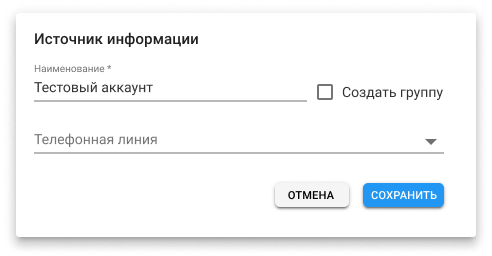 Источник информации
Наименование *
Тестовый аккаунт
Создать группу
Телефонная линия
ОТМЕНА
СОХРАНИТЬ